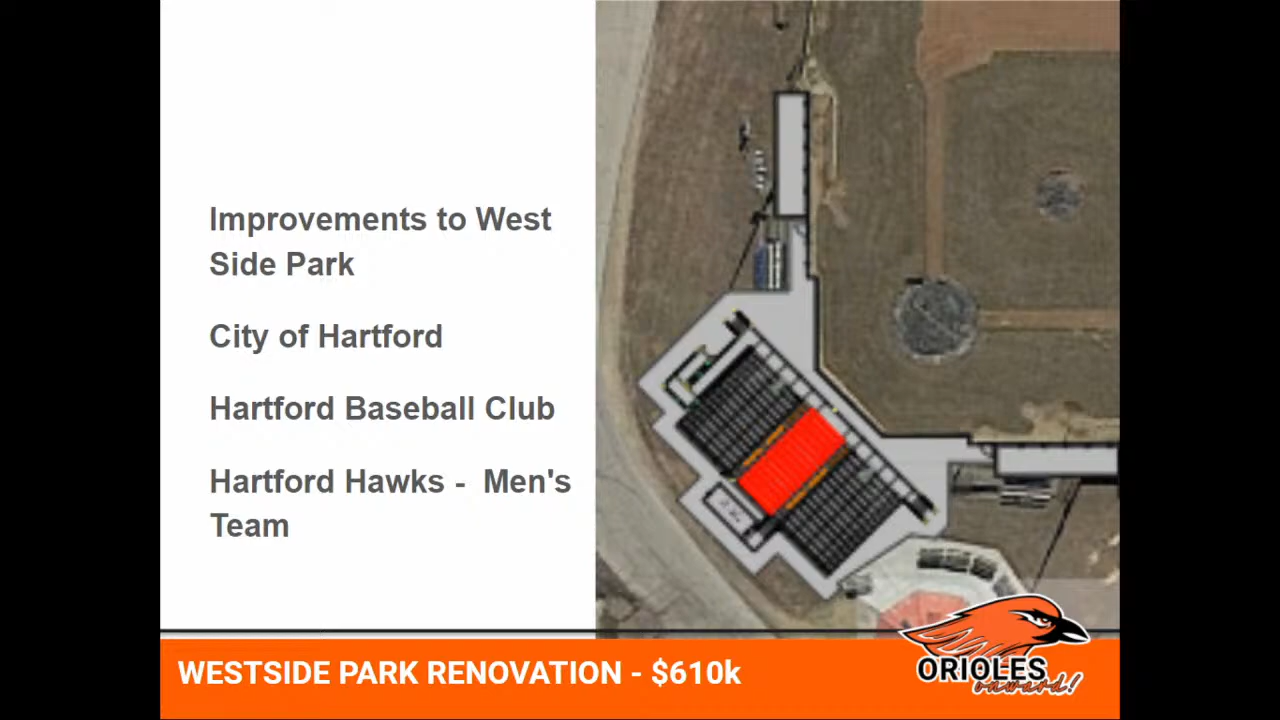 Improvements to West
Side Park
City of Hartford
Hartford Baseball Club
Hartford Hawks -  Men's
Team
WESTSIDE PARK RENOVATION - $610k
ORIOLES
onward!